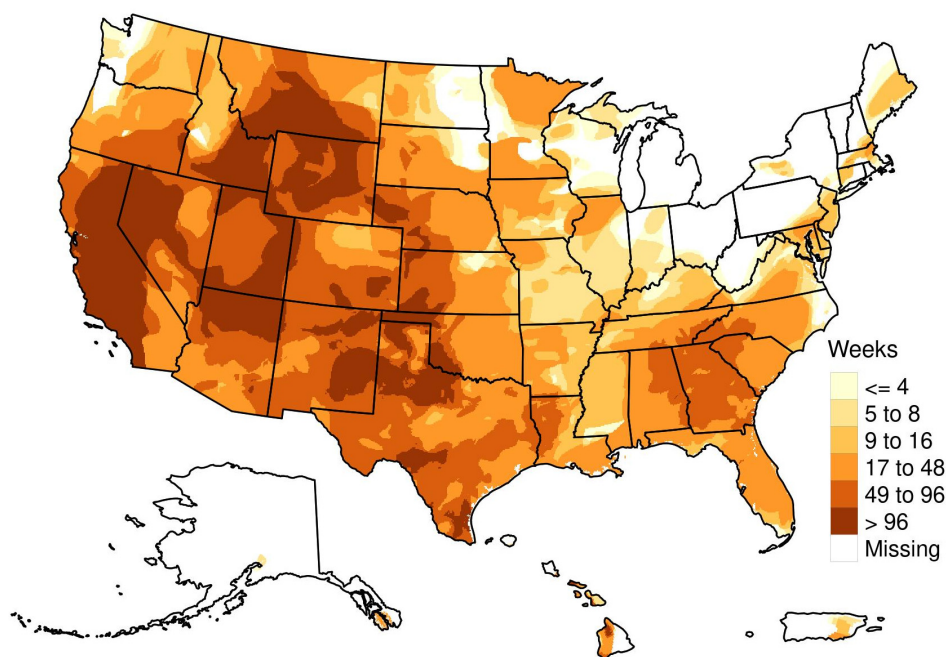 Weeks
<= 4
5 to 8
9 to 16
17 to 48
49 to 96
> 96
Missing